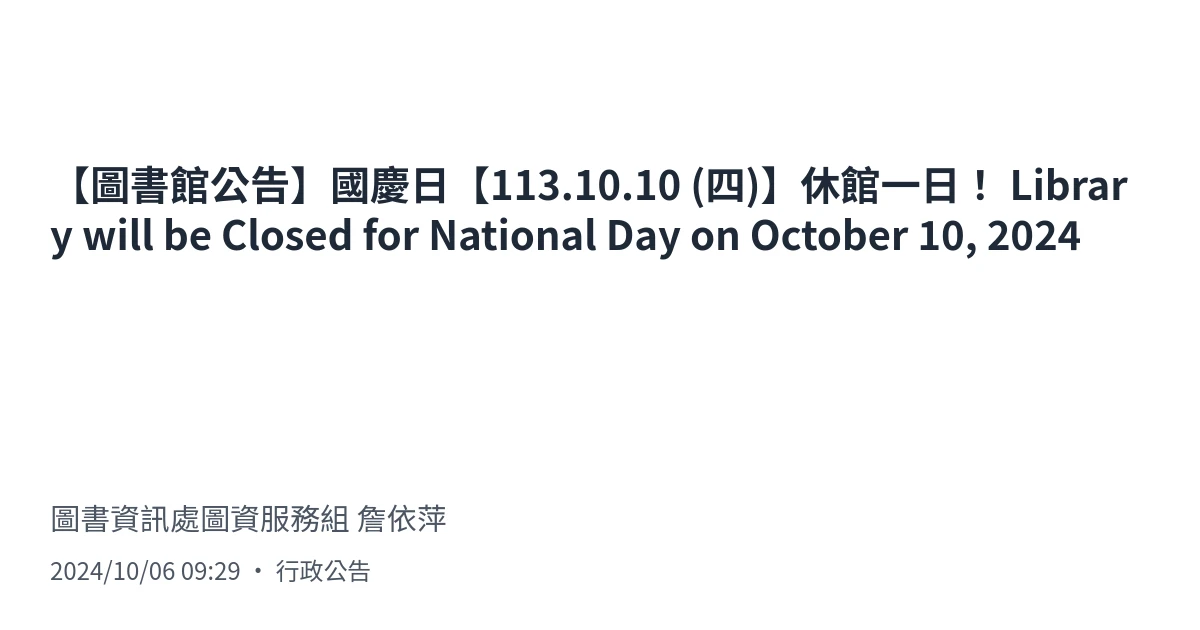 【圖書館公告】國慶日【113.10.10 (四)】休館一日！ Librar
y will be Closed for National Day on October 10, 2024
圖書資訊處圖資服務組 詹依萍
2024/10/06 09:29 • 行政公告